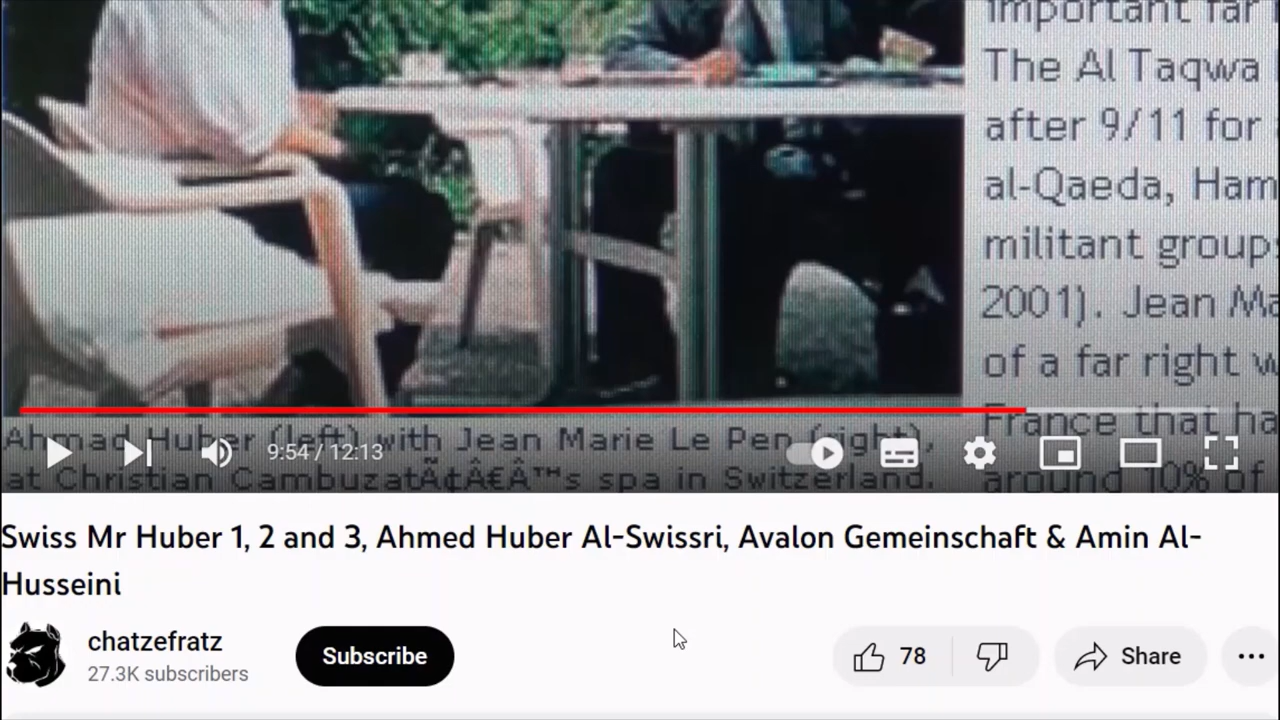 important far
The Al Taqwa
after 9/11 for
al-Qaeda, Ham
militant group
2001). Jean Ma
of a far right w
France that ha
around 10% of
Ahmad Huber (left) with Jean Marie Le Pen (right),
at Christian CambuzatÃ¢Â€Â™s spa in Switzerland.
9:54 / 12:13
Swiss Mr Huber 1, 2 and 3, Ahmed Huber Al-Swissri, Avalon Gemeinschaft & Amin Al-
Husseini
chatzefratz
27.3K subscribers
Subscribe
78
Share